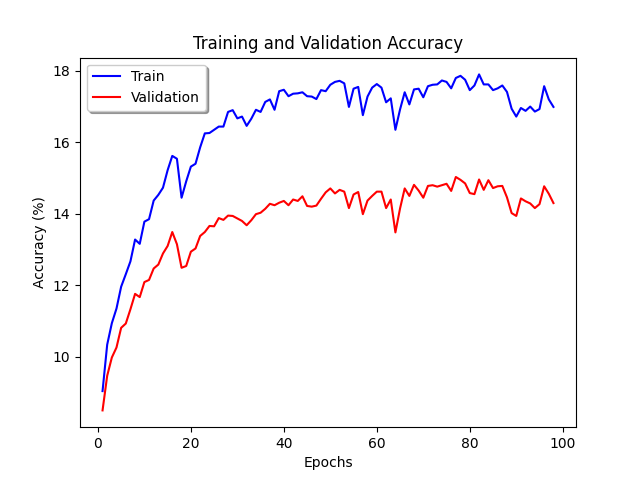 Training and Validation Accuracy
Train
Validation
18
16
14
12
10
Accuracy (%)
0
20
40
60
80
100
Epochs